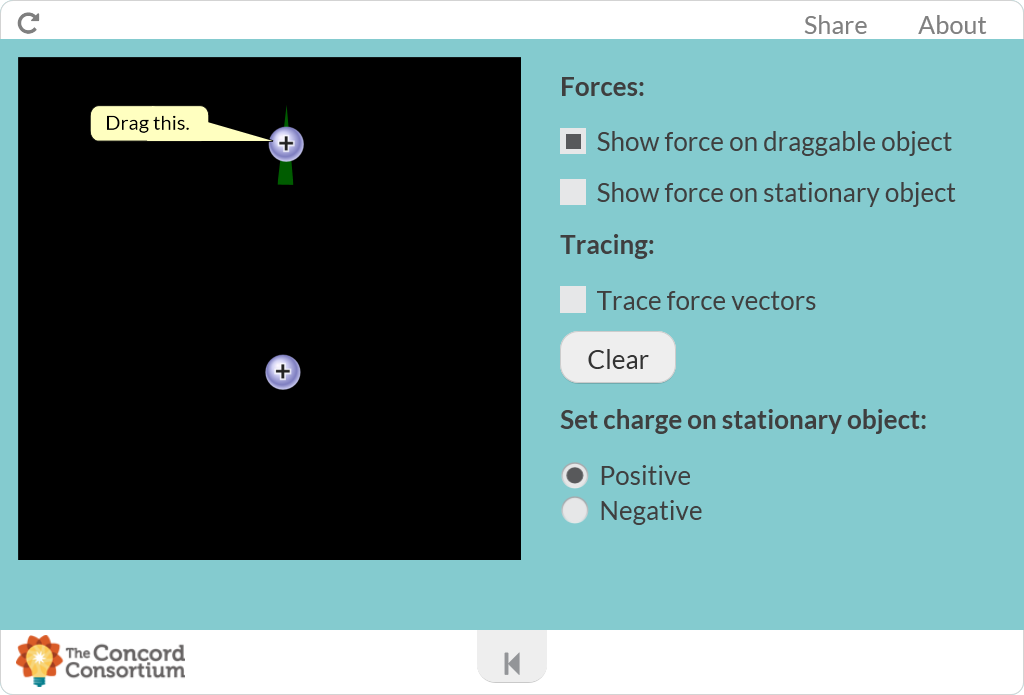 Share About
Drag this.
+
+
Forces:
Show force on draggable object
Show force on stationary object
Tracing:
Trace force vectors
Clear
Set charge on stationary object:
Positive
Negative
The Concord
Consortium